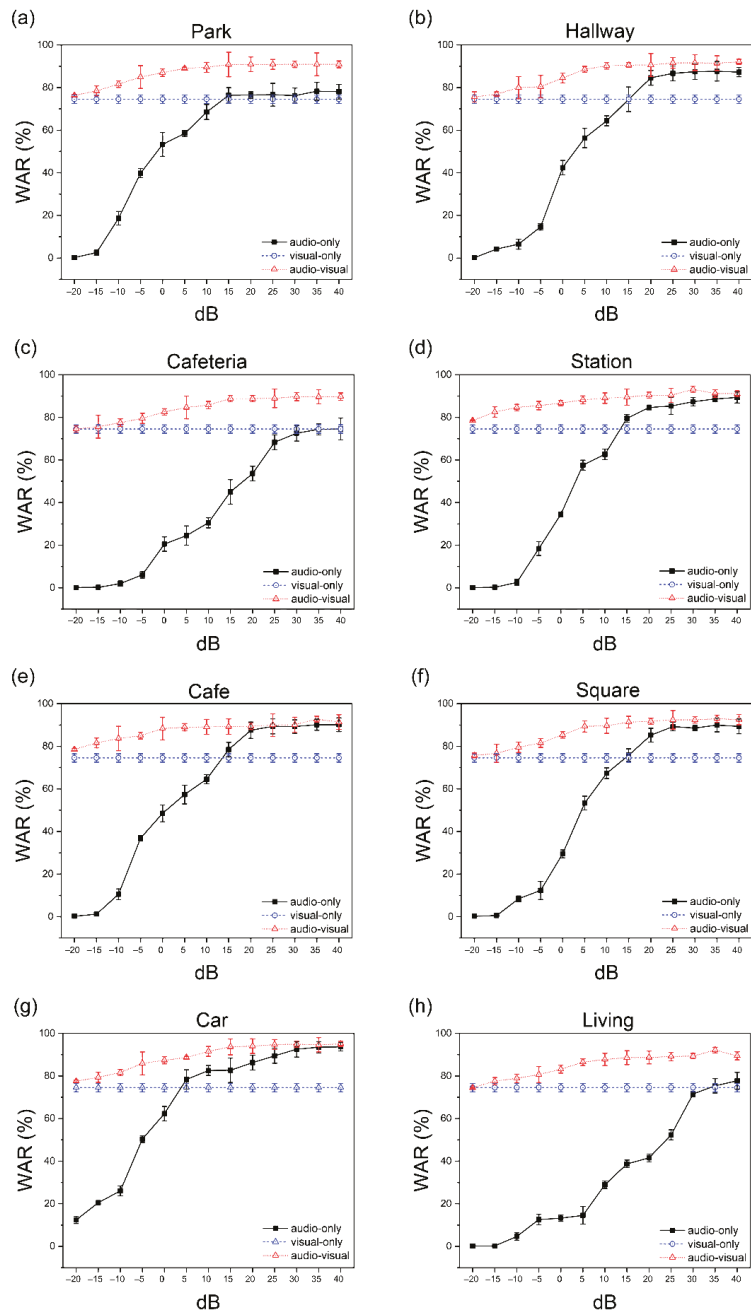 (a)
Park
WAR (%)
100
80
60
40
20
0
audio-only
visual-only
audio-visual
−20 −15 −10 −5 0 5 10 15 20 25 30 35 40
dB
(b)
Hallway
WAR (%)
100
80
60
40
20
0
audio-only
visual-only
audio-visual
−20 −15 −10 −5 0 5 10 15 20 25 30 35 40
dB
(c)
Cafeteria
WAR (%)
100
80
60
40
20
0
audio-only
visual-only
audio-visual
−20 −15 −10 −5 0 5 10 15 20 25 30 35 40
dB
(d)
Station
WAR (%)
100
80
60
40
20
0
audio-only
visual-only
audio-visual
−20 −15 −10 −5 0 5 10 15 20 25 30 35 40
dB
(e)
Cafe
WAR (%)
100
80
60
40
20
0
audio-only
visual-only
audio-visual
−20 −15 −10 −5 0 5 10 15 20 25 30 35 40
dB
(f)
Square
WAR (%)
100
80
60
40
20
0
audio-only
visual-only
audio-visual
−20 −15 −10 −5 0 5 10 15 20 25 30 35 40
dB
(g)
Car
WAR (%)
100
80
60
40
20
0
audio-only
visual-only
audio-visual
−20 −15 −10 −5 0 5 10 15 20 25 30 35 40
dB
(h)
Living
WAR (%)
100
80
60
40
20
0
audio-only
visual-only
audio-visual
−20 −15 −10 −5 0 5 10 15 20 25 30 35 40
dB